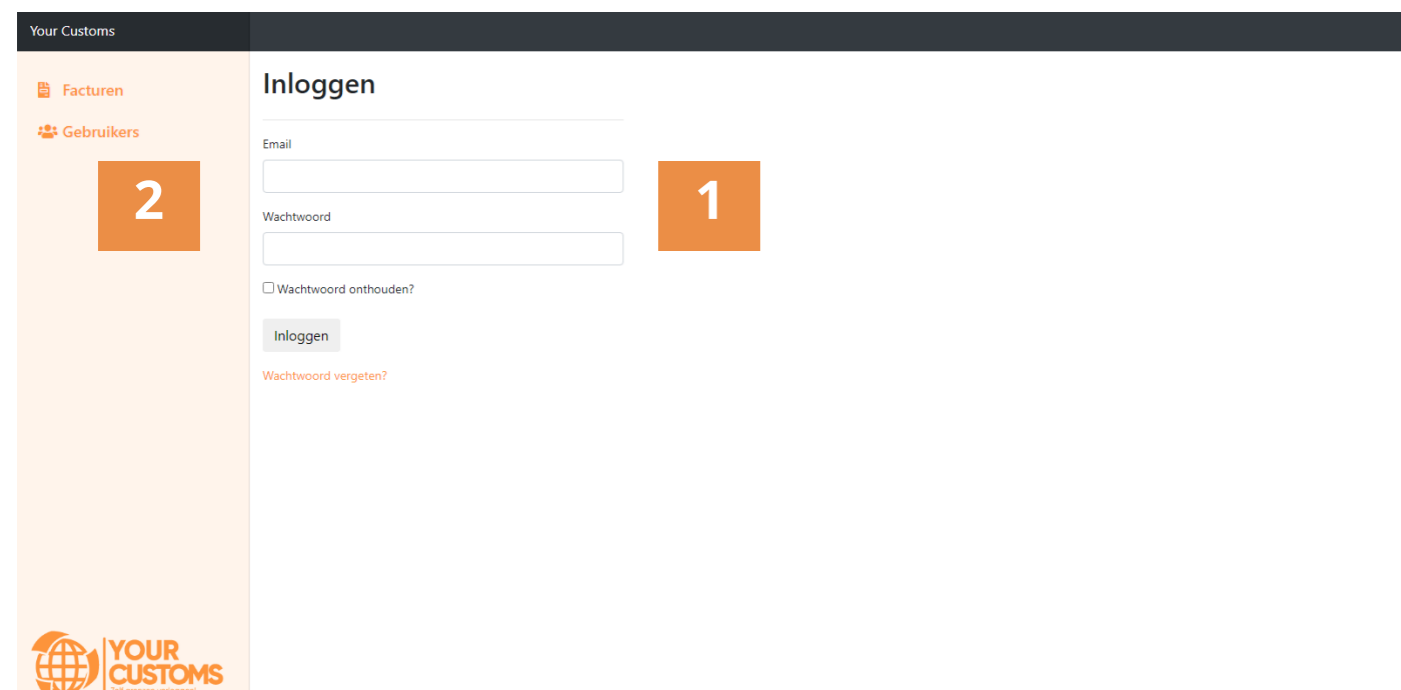 Your Customs
Facturen
Gebruikers
2
Inloggen
Email
Wachtwoord
Wachtwoord onthouden?
Inloggen
Wachtwoord vergeten?
1
YOUR
CUSTOMS